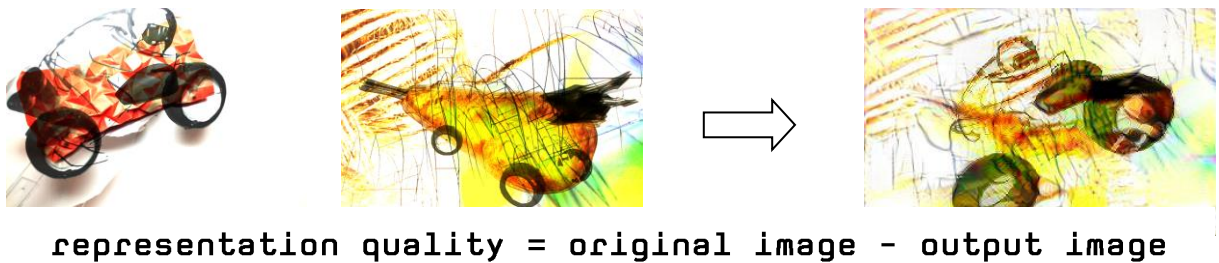 representation quality = original image - output image